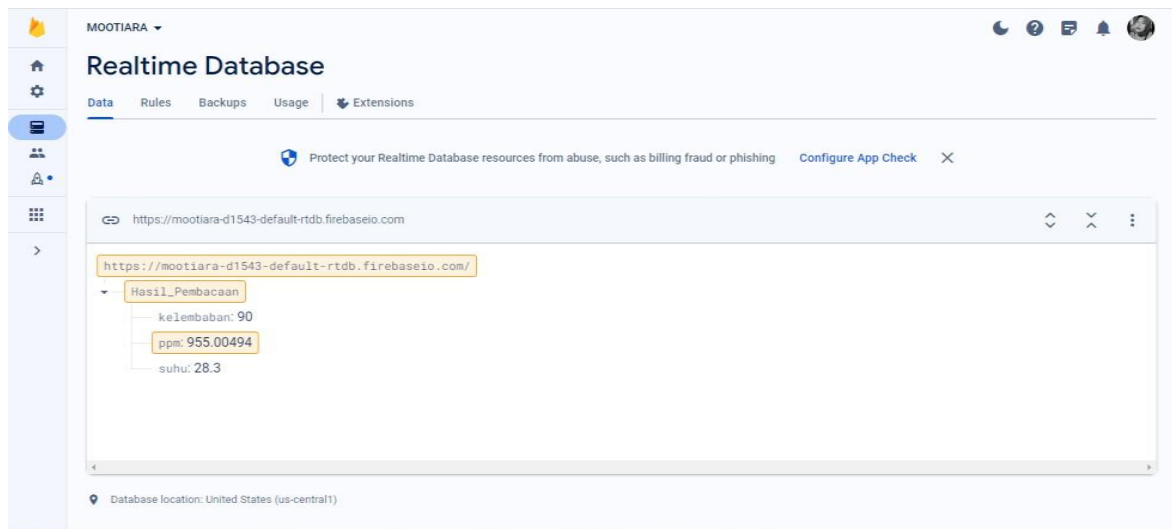 MOOTIARA
Realtime Database
Data Rules Backups Usage Extensions
Protect your Realtime Database resources from abuse, such as billing fraud or phishing Configure App Check
https://mootiara-d1543-default-rtdb.firebaseio.com
https://mootiara-d1543-default-rtdb.firebaseio.com/
Hasil_Pembacaan
kelembaban: 90
ppm: 955.00494
suhu: 28.3
Database location: United States (us-central1)